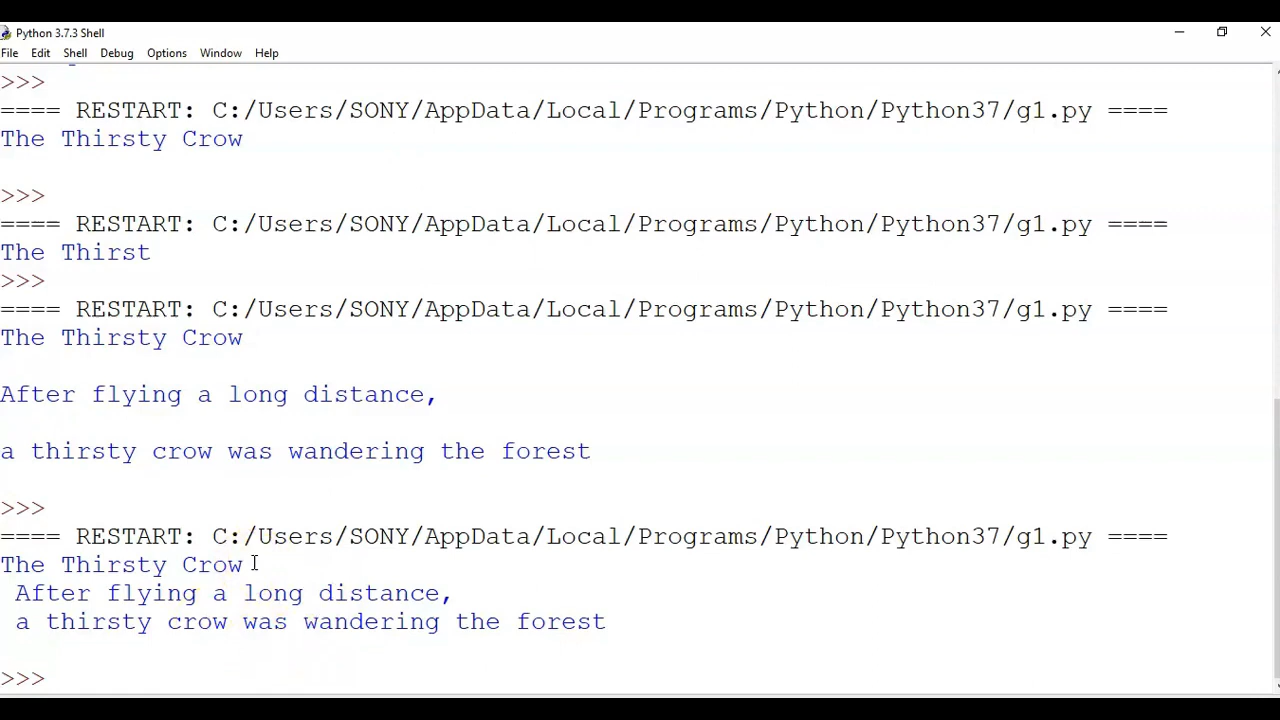 Python 3.7.3 Shell
File Edit Shell Debug Options Window Help
>>>
==== RESTART: C:/Users/SONY/AppData/Local/Programs/Python/Python37/g1.py ====
The Thirsty Crow
>>>
==== RESTART: C:/Users/SONY/AppData/Local/Programs/Python/Python37/g1.py ====
The Thirst
>>>
==== RESTART: C:/Users/SONY/AppData/Local/Programs/Python/Python37/g1.py ====
The Thirsty Crow
After flying a long distance,
a thirsty crow was wandering the forest
>>>
==== RESTART: C:/Users/SONY/AppData/Local/Programs/Python/Python37/g1.py ====
The Thirsty Crow
After flying a long distance,
a thirsty crow was wandering the forest
>>>